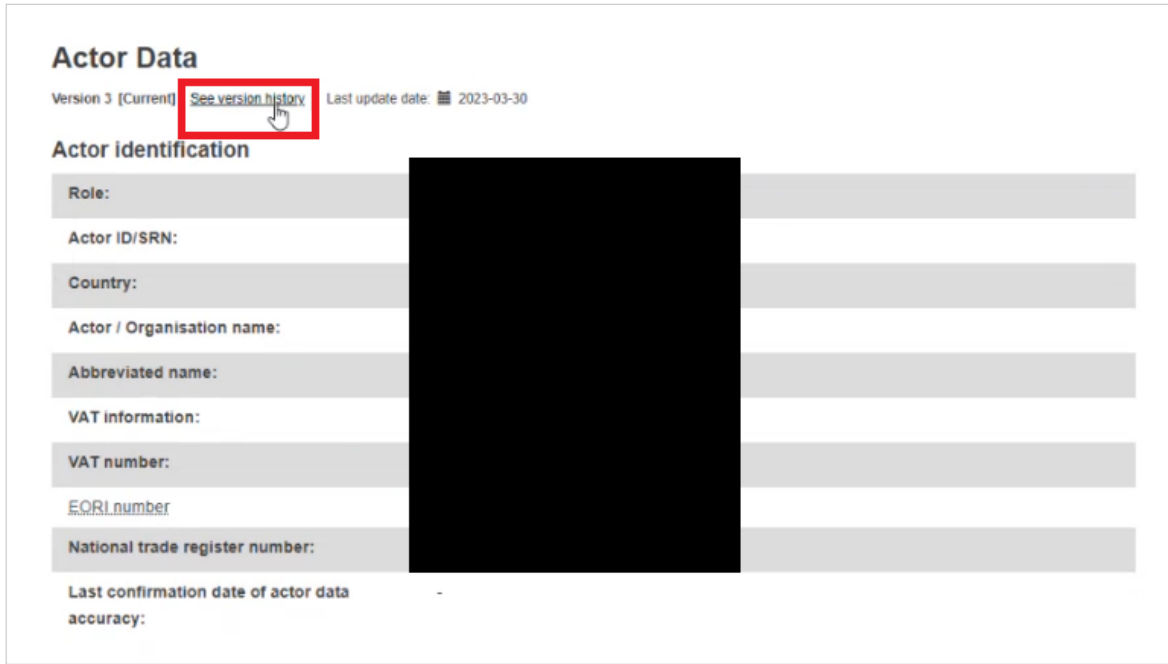 Actor Data
Version 3 [Current] See version history Last update date: 2023-03-30
Actor identification
Role:
Actor ID/SRN:
Country:
Actor / Organisation name:
Abbreviated name:
VAT information:
VAT number:
EORI number
National trade register number:
Last confirmation date of actor data -
accuracy: